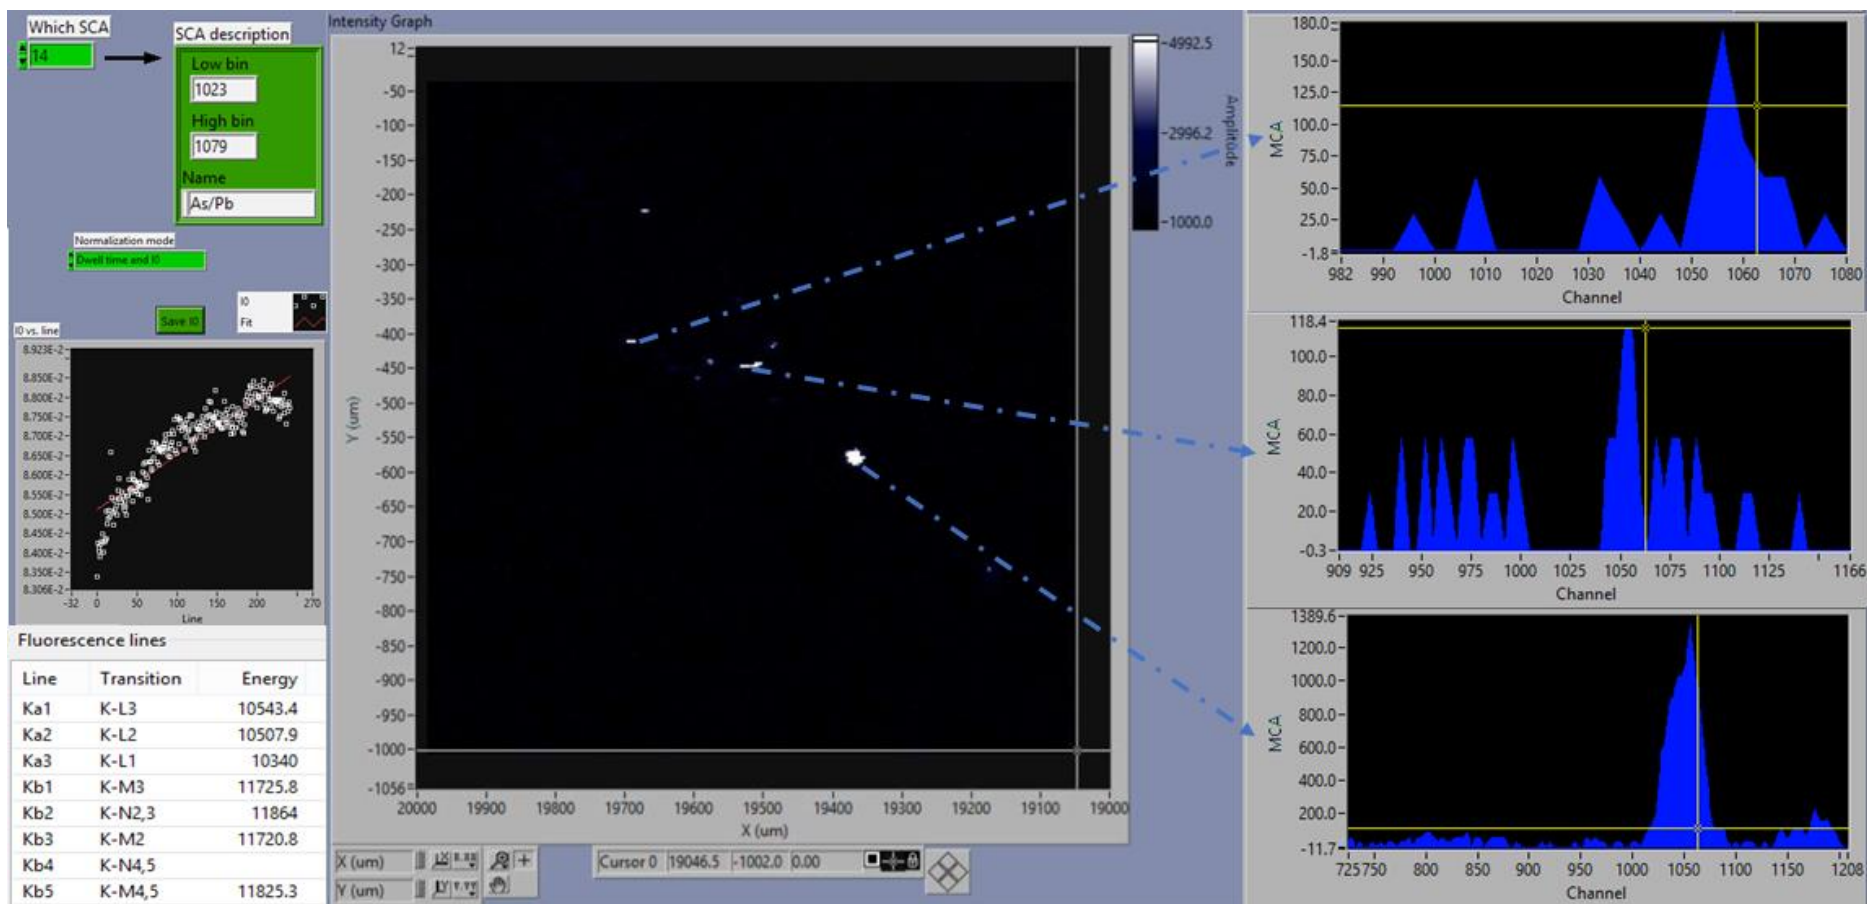 Which SCA
14
SCA description
Low bin
1023
High bin
1079
Name
As/Pb
Normalization mode
Dwell time and I0
Save I0
I0
Fit
I0 vs. line
8.923E-2
8.850E-2
8.800E-2
8.750E-2
8.700E-2
8.650E-2
8.600E-2
8.550E-2
8.500E-2
8.450E-2
8.400E-2
8.350E-2
8.306E-2
-32 0 50 100 150 200 270
Line
Fluorescence lines
Line Transition Energy
Ka1 K-L3 10543.4
Ka2 K-L2 10507.9
Ka3 K-L1 10340
Kb1 K-M3 11725.8
Kb2 K-N2,3 11864
Kb3 K-M2 11720.8
Kb4 K-N4,5
Kb5 K-M4,5 11825.3
Intensity Graph
12
-50
-100
-150
-200
-250
-300
-350
-400
-450
-500
-550
-600
-650
-700
-750
-800
-850
-900
-950
-1000
-1056
Y (um)
20000 19900 19800 19700 19600 19500 19400 19300 19200 19100 19000
X (um)
4992.5
2996.2
1000.0
Amplitude
X (um)
Y (um)
Cursor 0 19046.5 -1002.0 0.00
180.0
150.0
125.0
100.0
75.0
50.0
25.0
-1.8
MCA
982 990 1000 1010 1020 1030 1040 1050 1060 1070 1080
Channel
118.4
100.0
80.0
60.0
40.0
20.0
-0.3
MCA
909 925 950 975 1000 1025 1050 1075 1100 1125 1166
Channel
1389.6
1200.0
1000.0
800.0
600.0
400.0
200.0
-11.7
MCA
725 750 800 850 900 950 1000 1050 1100 1150 1208
Channel